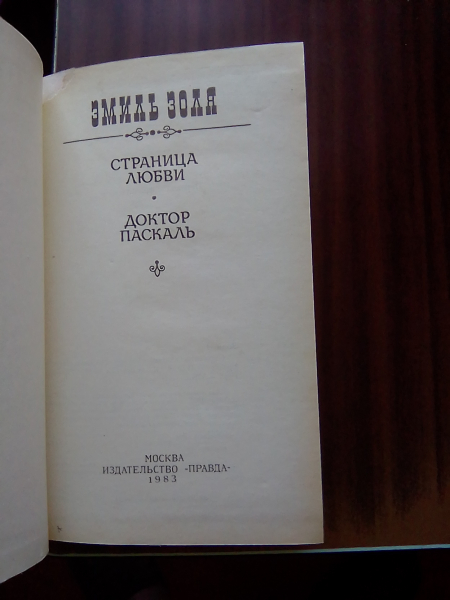 ЭМИЛЬ ЗОЛЯ
СТРАНИЦА
ЛЮБВИ
ДОКТОР
ПАСКАЛЬ
МОСКВА
ИЗДАТЕЛЬСТВО «ПРАВДА»
1983